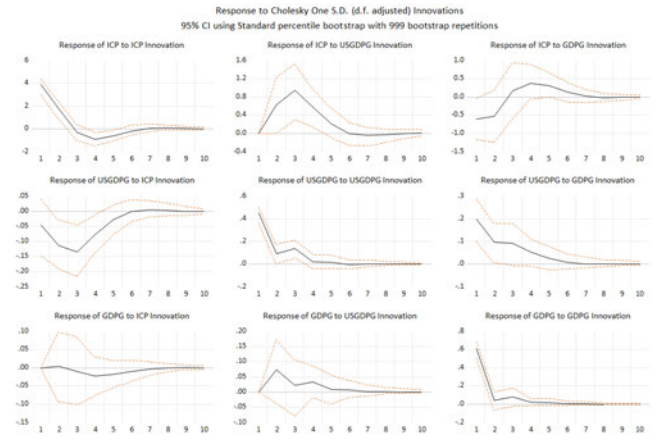 Response to Cholesky One S.D. (d.f. adjusted) Innovations
95% CI using Standard percentile bootstrap with 999 bootstrap repetitions
Response of ICP to ICP Innovation
6
4
2
0
-2
1 2 3 4 5 6 7 8 9 10
Response of ICP to USGDPG Innovation
1.6
1.2
0.8
0.4
0.0
-0.4
1 2 3 4 5 6 7 8 9 10
Response of ICP to GDPG Innovation
1.0
0.5
0.0
-0.5
-1.0
-1.5
1 2 3 4 5 6 7 8 9 10
Response of USGDPG to ICP Innovation
.05
.00
-.05
-.10
-.15
-.20
-.25
1 2 3 4 5 6 7 8 9 10
Response of USGDPG to USGDPG Innovation
.6
.4
.2
.0
-.2
1 2 3 4 5 6 7 8 9 10
Response of USGDPG to GDPG Innovation
.3
.2
.1
.0
-.1
1 2 3 4 5 6 7 8 9 10
Response of GDPG to ICP Innovation
.10
.05
.00
-.05
-.10
-.15
1 2 3 4 5 6 7 8 9 10
Response of GDPG to USGDPG Innovation
.20
.15
.10
.05
.00
-.05
-.10
1 2 3 4 5 6 7 8 9 10
Response of GDPG to GDPG Innovation
.8
.6
.4
.2
.0
-.2
1 2 3 4 5 6 7 8 9 10